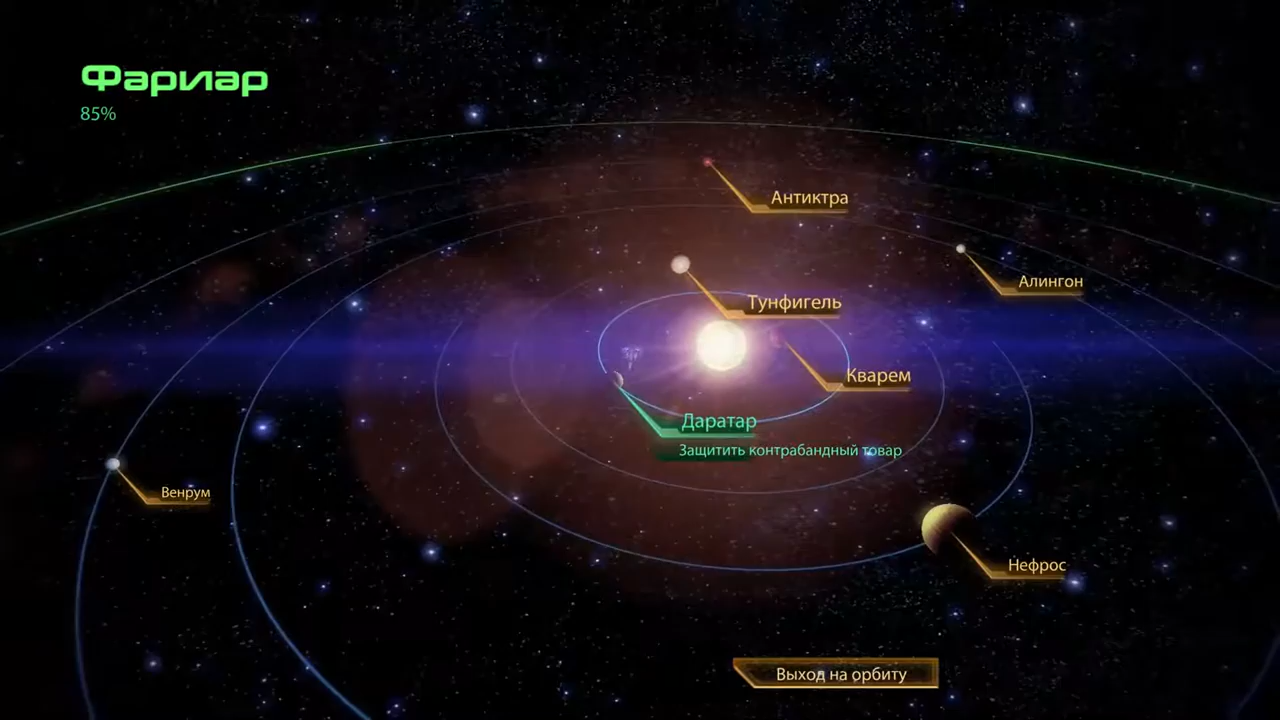 Фариар
85%
Антиктра
Алингон
Тунфигель
Кварем
Даратар
Защитить контрабандный товар
Венрум
Нефрос
Выход на орбиту